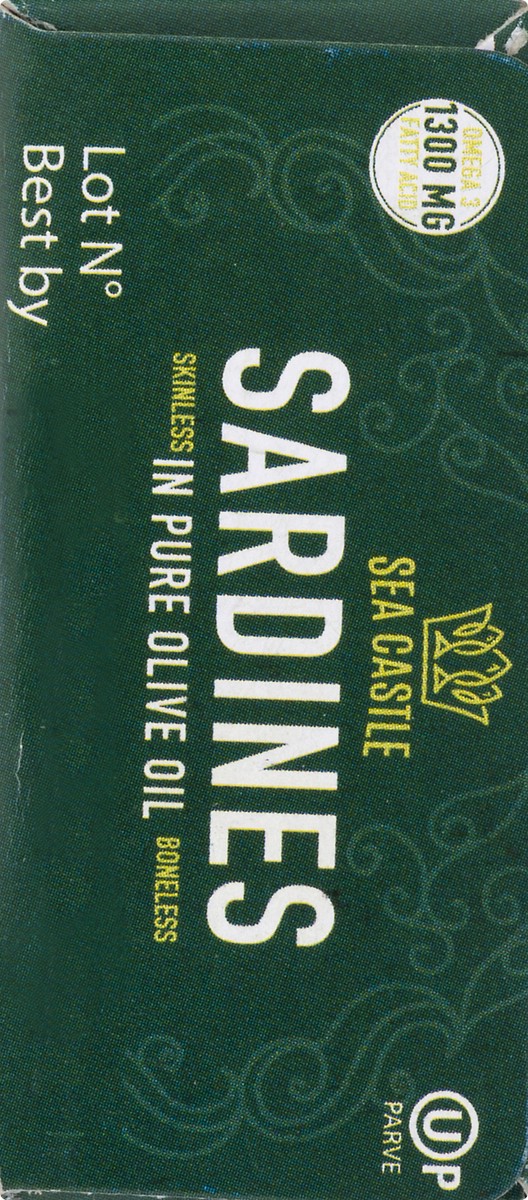 OMEGA 3
1300 MG
FATTY ACID
SEA CASTLE
SARDINES
SKINLESS IN PURE OLIVE OIL BONELESS
Lot N°
Best by
U P
PARVE